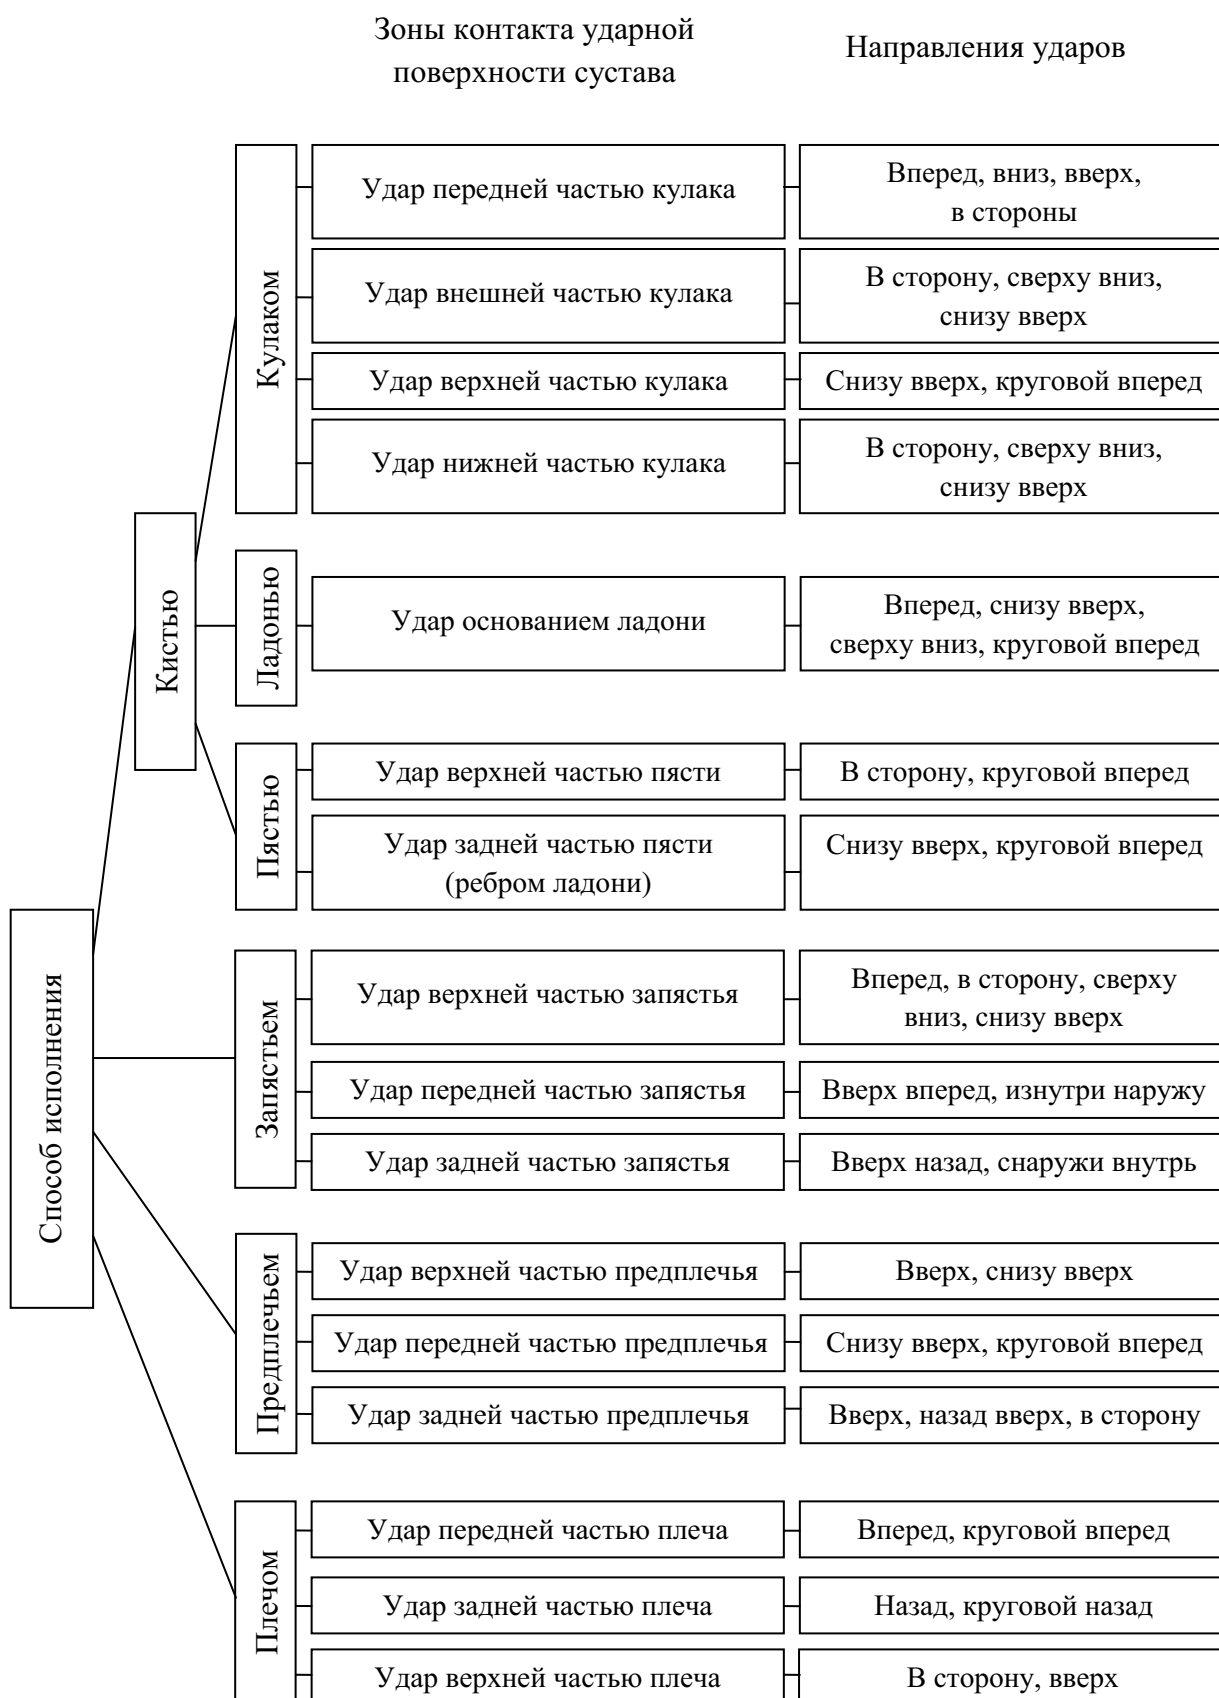 Зоны контакта ударной
поверхности сустава
Направления ударов
Способ исполнения
Кистью
Кулаком
Удар передней частью кулака
Вперед, вниз, вверх,
в стороны
Удар внешней частью кулака
В сторону, сверху вниз,
снизу вверх
Удар верхней частью кулака
Снизу вверх, круговой вперед
Удар нижней частью кулака
В сторону, сверху вниз,
снизу вверх
Ладонью
Удар основанием ладони
Вперед, снизу вверх,
сверху вниз, круговой вперед
Пястью
Удар верхней частью пясти
В сторону, круговой вперед
Удар задней частью пясти
(ребром ладони)
Снизу вверх, круговой вперед
Запястьем
Удар верхней частью запястья
Вперед, в сторону, сверху
вниз, снизу вверх
Удар передней частью запястья
Вверх вперед, изнутри наружу
Удар задней частью запястья
Вверх назад, снаружи внутрь
Предплечьем
Удар верхней частью предплечья
Вверх, снизу вверх
Удар передней частью предплечья
Снизу вверх, круговой вперед
Удар задней частью предплечья
Вверх, назад вверх, в сторону
Плечом
Удар передней частью плеча
Вперед, круговой вперед
Удар задней частью плеча
Назад, круговой назад
Удар верхней частью плеча
В сторону, вверх